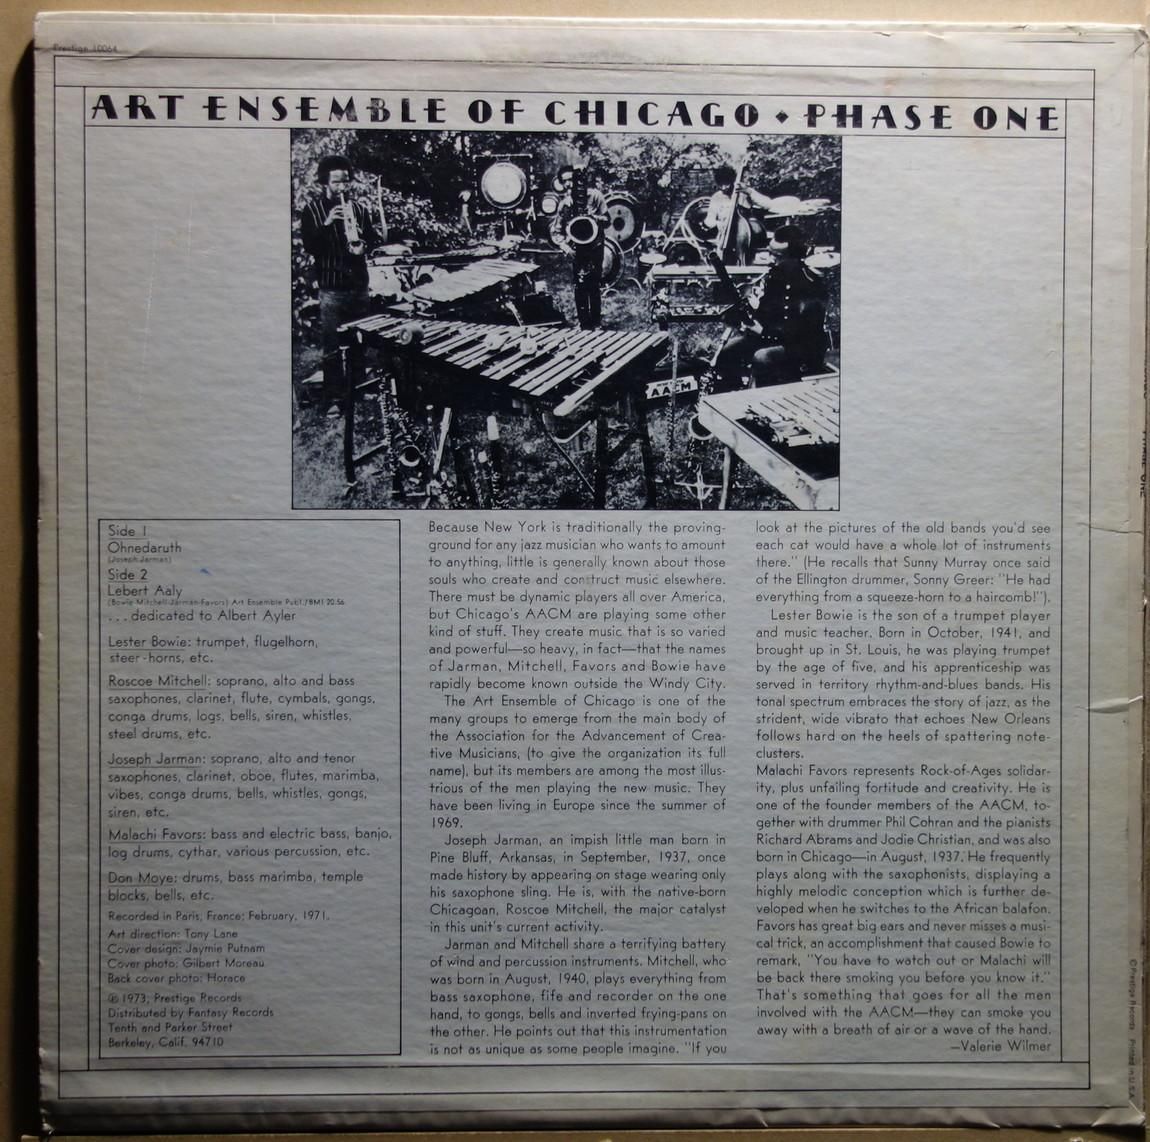 Prestige 10064
ART ENSEMBLE OF CHICAGO • PHASE ONE
AACM
Side 1
Ohnedaruth
(Joseph Jarman)
Side 2
Lebert Aaly
(Bowie-Mitchell-Jarman-Favors) Art Ensemble Publ./BMI 20:56
. . . dedicated to Albert Ayler
Lester Bowie: trumpet, flugelhorn,
steer-horns, etc.
Roscoe Mitchell: soprano, alto and bass
saxophones, clarinet, flute, cymbals, gongs,
conga drums, logs, bells, siren, whistles,
steel drums, etc.
Joseph Jarman: soprano, alto and tenor
saxophones, clarinet, oboe, flutes, marimba,
vibes, conga drums, bells, whistles, gongs,
siren, etc.
Malachi Favors: bass and electric bass, banjo,
log drums, cythar, various percussion, etc.
Don Moye: drums, bass marimba, temple
blocks, bells, etc.
Recorded in Paris, France; February, 1971.
Art direction: Tony Lane
Cover design: Jaymie Putnam
Cover photo: Gilbert Moreau
Back cover photo: Horace
℗ 1973, Prestige Records
Distributed by Fantasy Records
Tenth and Parker Street
Berkeley, Calif. 94710
Because New York is traditionally the proving-
ground for any jazz musician who wants to amount
to anything, little is generally known about those
souls who create and construct music elsewhere.
There must be dynamic players all over America,
but Chicago's AACM are playing some other
kind of stuff. They create music that is so varied
and powerful—so heavy, in fact—that the names
of Jarman, Mitchell, Favors and Bowie have
rapidly become known outside the Windy City.
The Art Ensemble of Chicago is one of the
many groups to emerge from the main body of
the Association for the Advancement of Crea-
tive Musicians, (to give the organization its full
name), but its members are among the most illus-
trious of the men playing the new music. They
have been living in Europe since the summer of
1969.
Joseph Jarman, an impish little man born in
Pine Bluff, Arkansas, in September, 1937, once
made history by appearing on stage wearing only
his saxophone sling. He is, with the native-born
Chicagoan, Roscoe Mitchell, the major catalyst
in this unit's current activity.
Jarman and Mitchell share a terrifying battery
of wind and percussion instruments. Mitchell, who
was born in August, 1940, plays everything from
bass saxophone, fife and recorder on the one
hand, to gongs, bells and inverted frying-pans on
the other. He points out that this instrumentation
is not as unique as some people imagine. "If you
look at the pictures of the old bands you'd see
each cat would have a whole lot of instruments
there." (He recalls that Sunny Murray once said
of the Ellington drummer, Sonny Greer: "He had
everything from a squeeze-horn to a haircomb!").
Lester Bowie is the son of a trumpet player
and music teacher. Born in October, 1941, and
brought up in St. Louis, he was playing trumpet
by the age of five, and his apprenticeship was
served in territory rhythm-and-blues bands. His
tonal spectrum embraces the story of jazz, as the
strident, wide vibrato that echoes New Orleans
follows hard on the heels of spattering note-
clusters.
Malachi Favors represents Rock-of-Ages solidar-
ity, plus unfailing fortitude and creativity. He is
one of the founder members of the AACM, to-
gether with drummer Phil Cohran and the pianists
Richard Abrams and Jodie Christian, and was also
born in Chicago—in August, 1937. He frequently
plays along with the saxophonists, displaying a
highly melodic conception which is further de-
veloped when he switches to the African balafon.
Favors has great big ears and never misses a musi-
cal trick, an accomplishment that caused Bowie to
remark, "You have to watch out or Malachi will
be back there smoking you before you know it."
That's something that goes for all the men
involved with the AACM—they can smoke you
away with a breath of air or a wave of the hand.
—Valerie Wilmer
© Prestige Records Printed in U.S.A.